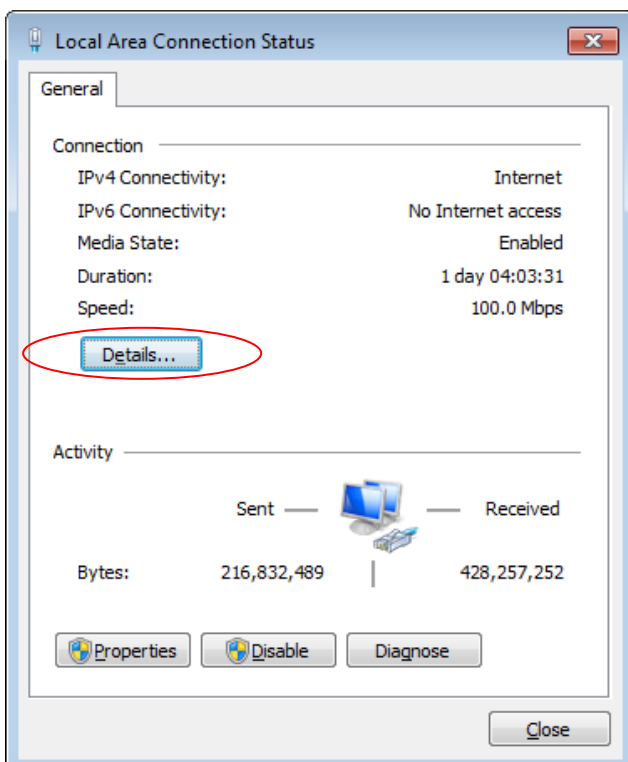 Local Area Connection Status
General
Connection
IPv4 Connectivity: Internet
IPv6 Connectivity: No Internet access
Media State: Enabled
Duration: 1 day 04:03:31
Speed: 100.0 Mbps
Details...
Activity
Sent Received
Bytes: 216,832,489 428,257,252
Properties Disable Diagnose
Close